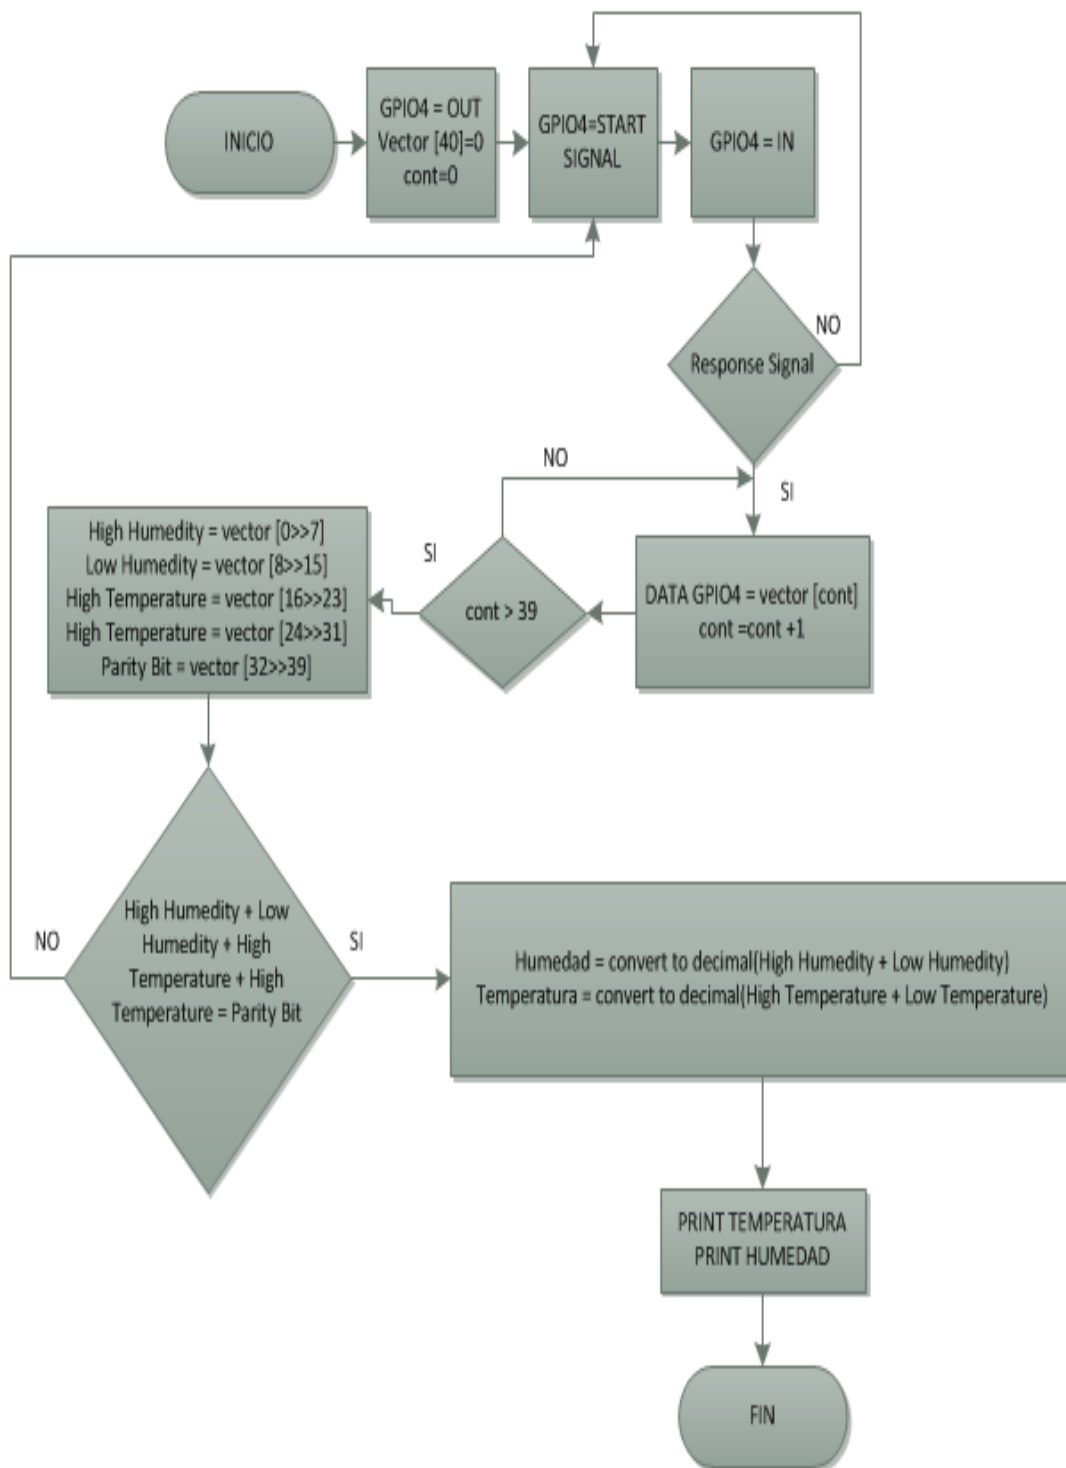 INICIO
GPIO4 = OUT
Vector [40]=0
cont=0
GPIO4=START
SIGNAL
GPIO4 = IN
Response Signal
NO
SI
DATA GPIO4 = vector [cont]
cont =cont +1
cont > 39
NO
SI
High Humedity = vector [0>>7]
Low Humedity = vector [8>>15]
High Temperature = vector [16>>23]
High Temperature = vector [24>>31]
Parity Bit = vector [32>>39]
High Humedity + Low
Humedity + High
Temperature + High
Temperature = Parity Bit
NO
SI
Humedad = convert to decimal(High Humedity + Low Humedity)
Temperatura = convert to decimal(High Temperature + Low Temperature)
PRINT TEMPERATURA
PRINT HUMEDAD
FIN